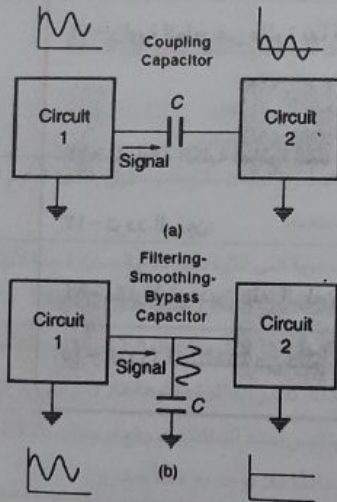 Coupling
Capacitor
Circuit
1
C
Circuit
2
Signal
(a)
Filtering-
Smoothing-
Bypass
Capacitor
Circuit
1
Circuit
2
Signal
C
(b)